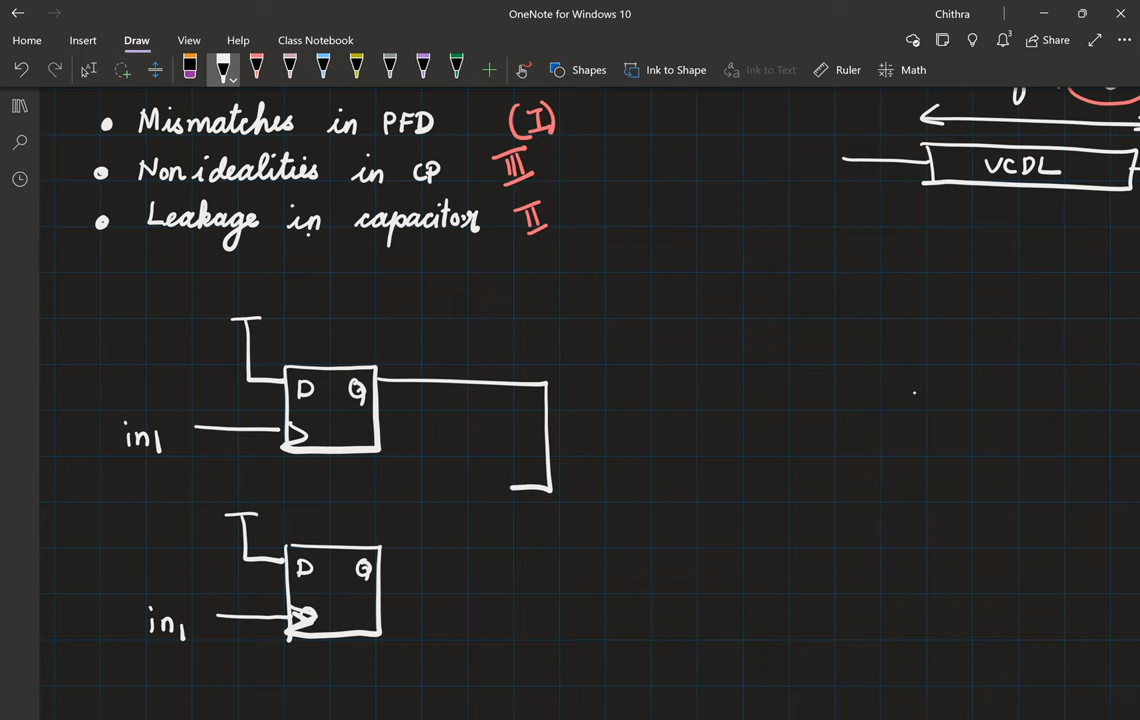 OneNote for Windows 10
Chithra
Home Insert Draw View Help Class Notebook
3
Share
Shapes Ink to Shape Ink to Text Ruler Math
• Mismatches in PFD (I)
• Nonidealities in CP III
• Leakage in capacitor II
VCDL
D Q
in1
D Q
in1